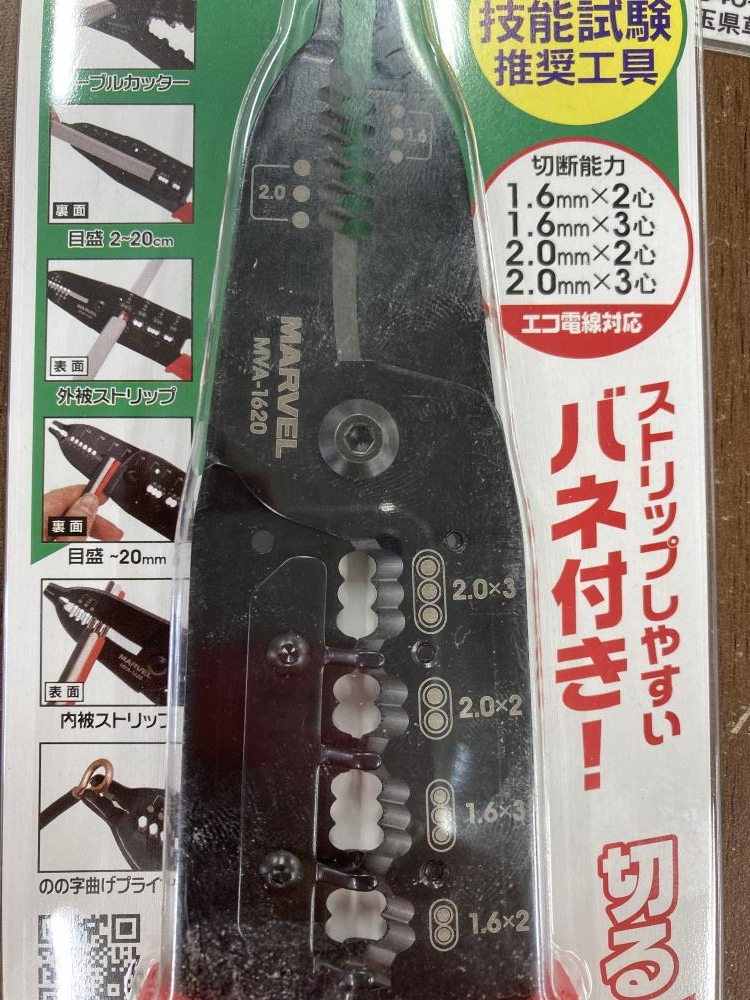 技能試験
推奨工具
玉県
ーブルカッター
裏面
目盛 2~20cm
表面
外被ストリップ
裏面
目盛 ~20mm
表面
内被ストリップ
のの字曲げプライヤ
1.6
2.0
MARVEL
MVA-1620
2.0×3
2.0×2
1.6×3
1.6×2
切断能力
1.6mm×2心
1.6mm×3心
2.0mm×2心
2.0mm×3心
エコ電線対応
ストリップしやすい
バネ付き!
切る